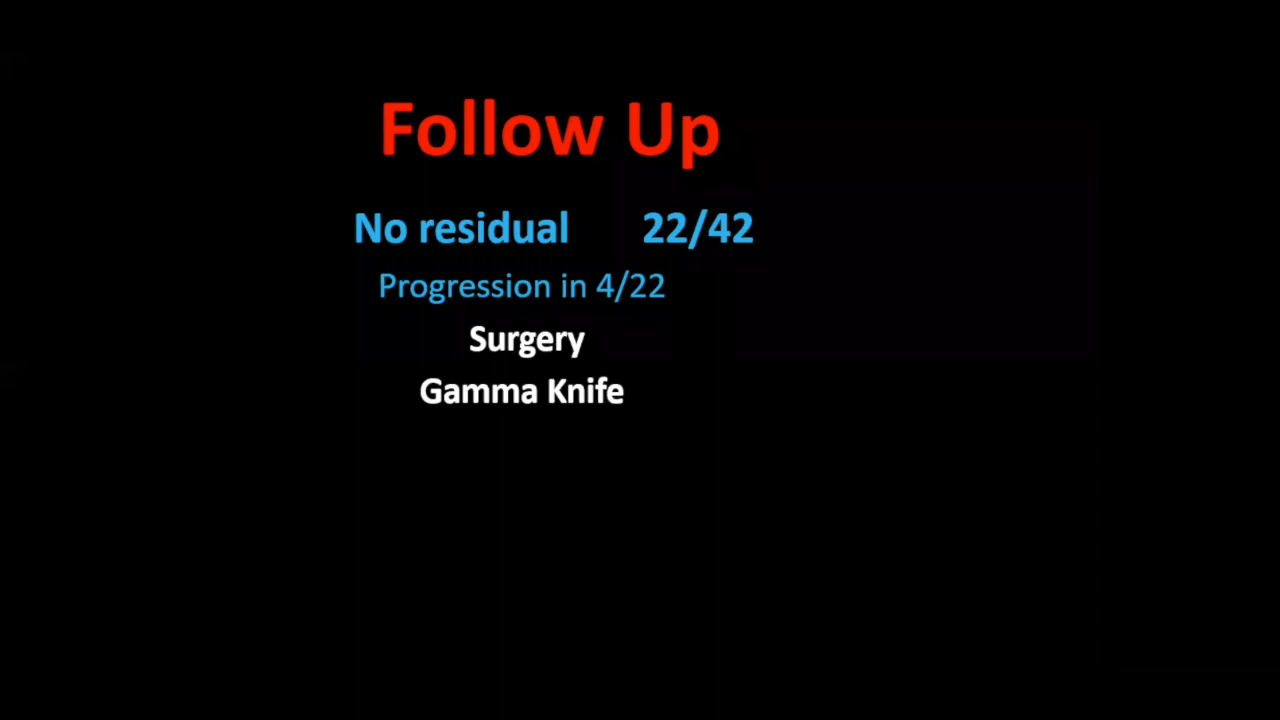 Follow Up
No residual 22/42
Progression in 4/22
Surgery
Gamma Knife